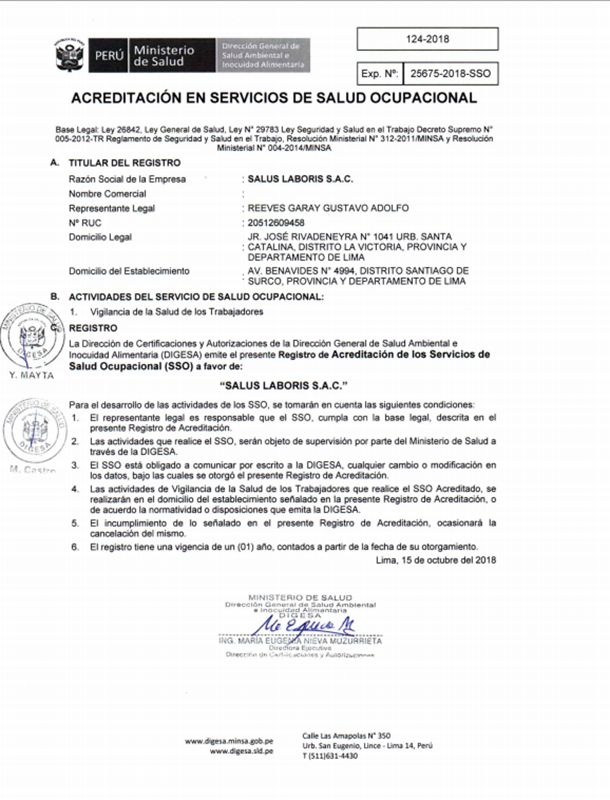 124-2018
PERÚ Ministerio de Salud Dirección General de Salud Ambiental e Inocuidad Alimentaria
Exp. Nº: 25675-2018-SSO
ACREDITACIÓN EN SERVICIOS DE SALUD OCUPACIONAL
Base Legal: Ley 26842, Ley General de Salud, Ley N° 29783 Ley Seguridad y Salud en el Trabajo Decreto Supremo N°
005-2012-TR Reglamento de Seguridad y Salud en el Trabajo, Resolución Ministerial N° 312-2011/MINSA y Resolución
Ministerial N° 004-2014/MINSA
A. TITULAR DEL REGISTRO
Razón Social de la Empresa : SALUS LABORIS S.A.C.
Nombre Comercial :
Representante Legal : REEVES GARAY GUSTAVO ADOLFO
Nº RUC : 20512609458
Domicilio Legal : JR. JOSÉ RIVADENEYRA N° 1041 URB. SANTA
CATALINA, DISTRITO LA VICTORIA, PROVINCIA Y
DEPARTAMENTO DE LIMA
Domicilio del Establecimiento : AV. BENAVIDES N° 4994, DISTRITO SANTIAGO DE
SURCO, PROVINCIA Y DEPARTAMENTO DE LIMA
B. ACTIVIDADES DEL SERVICIO DE SALUD OCUPACIONAL:
1. Vigilancia de la Salud de los Trabajadores
C. REGISTRO
La Dirección de Certificaciones y Autorizaciones de la Dirección General de Salud Ambiental e
Inocuidad Alimentaria (DIGESA) emite el presente Registro de Acreditación de los Servicios de
Salud Ocupacional (SSO) a favor de:
“SALUS LABORIS S.A.C.”
Para el desarrollo de las actividades de los SSO, se tomarán en cuenta las siguientes condiciones:
1. El representante legal es responsable que el SSO, cumpla con la base legal, descrita en el
presente Registro de Acreditación.
2. Las actividades que realice el SSO, serán objeto de supervisión por parte del Ministerio de Salud a
través de la DIGESA.
3. El SSO está obligado a comunicar por escrito a la DIGESA, cualquier cambio o modificación en
los datos, bajo las cuales se otorgó el presente Registro de Acreditación.
4. Las actividades de Vigilancia de la Salud de los Trabajadores que realice el SSO Acreditado, se
realizarán en el domicilio del establecimiento señalado en la presente Registro de Acreditación, o
de acuerdo la normatividad o disposiciones que emita la DIGESA.
5. El incumplimiento de lo señalado en el presente Registro de Acreditación, ocasionará la
cancelación del mismo.
6. El registro tiene una vigencia de un (01) año, contados a partir de la fecha de su otorgamiento.
Lima, 15 de octubre del 2018
MINISTERIO DE SALUD
DIGESA
Y. MAYTA
MINISTERIO DE SALUD
DIGESA
M. Castro
MINISTERIO DE SALUD
Dirección General de Salud Ambiental
e Inocuidad Alimentaria
DIGESA
ING. MARÍA EUGENIA NIEVA MUZURRIETA
Directora Ejecutiva
Dirección de Certificaciones y Autorizaciones
www.digesa.minsa.gob.pe
www.digesa.sld.pe
Calle Las Amapolas N° 350
Urb. San Eugenio, Lince - Lima 14, Perú
T (511)631-4430